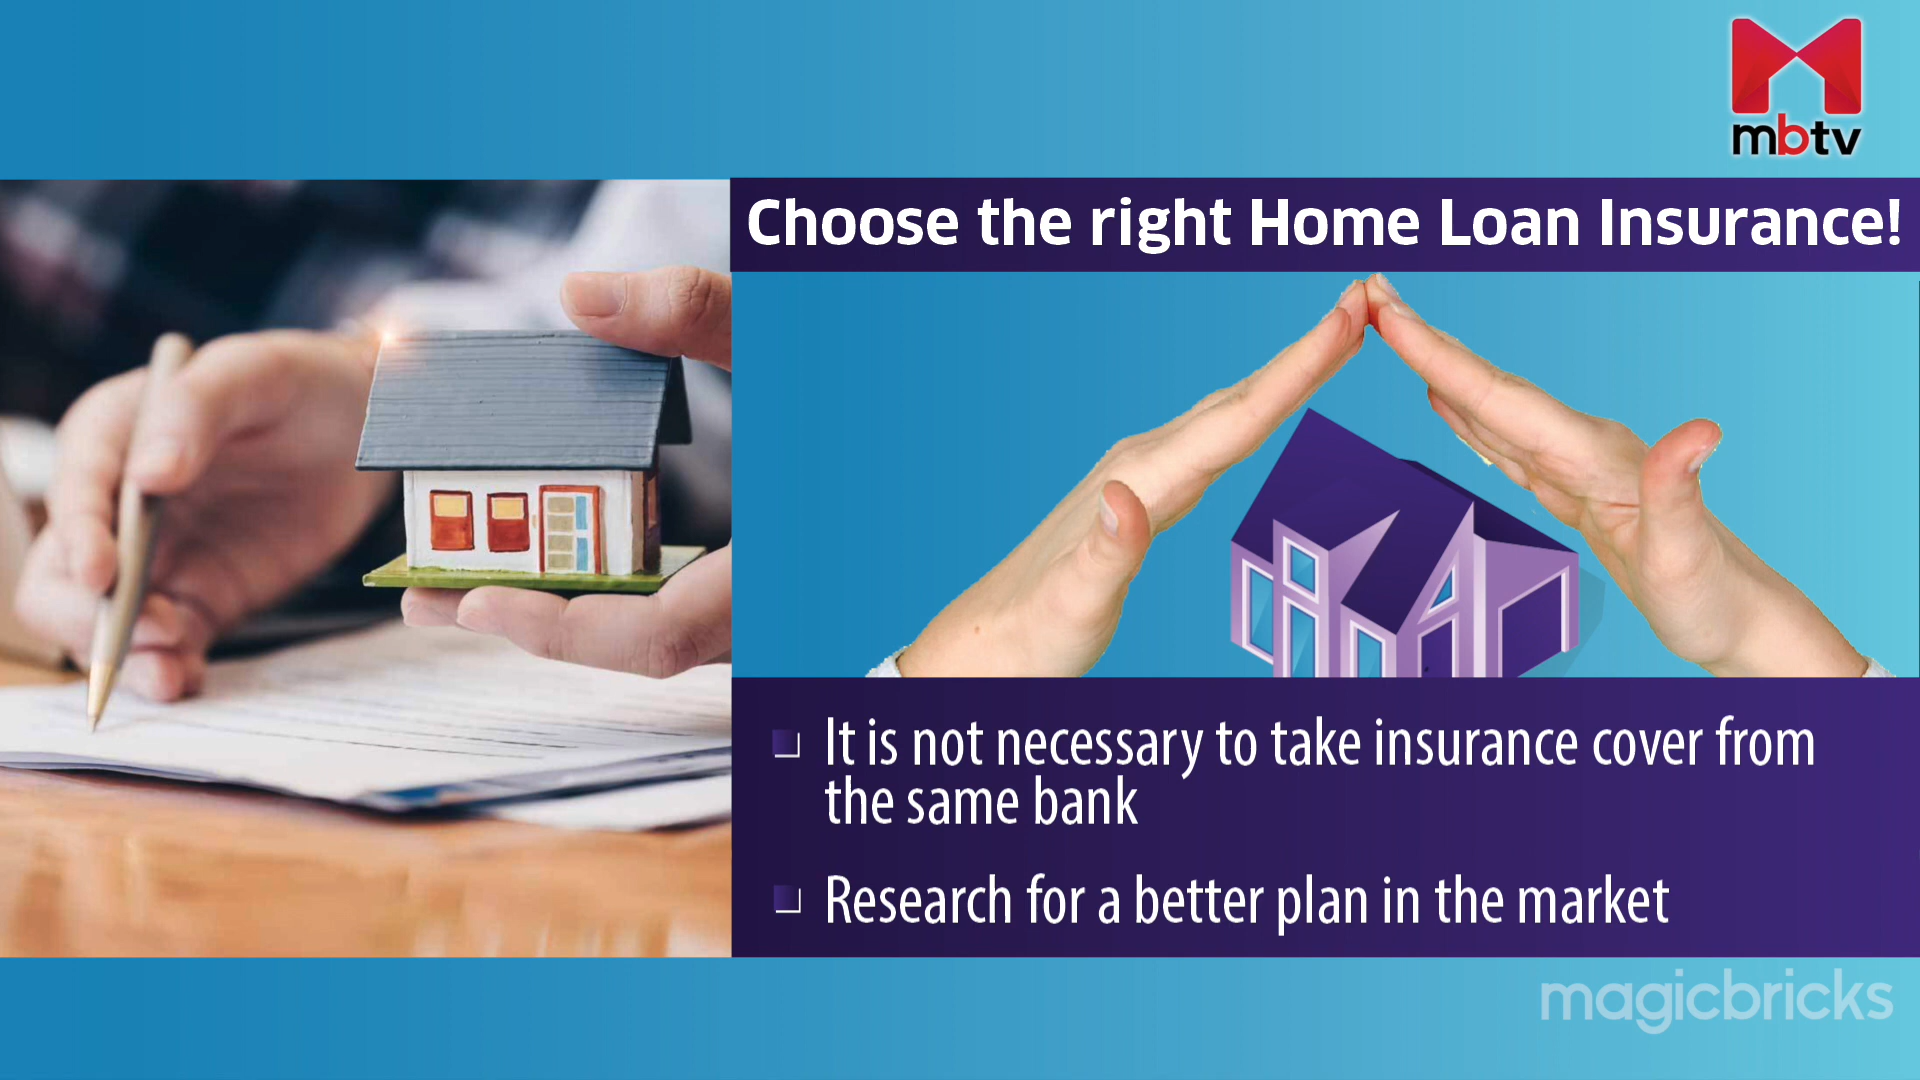 mbtv
Choose the right Home Loan Insurance!
It is not necessary to take insurance cover from
the same bank
Research for a better plan in the market
magicbricks